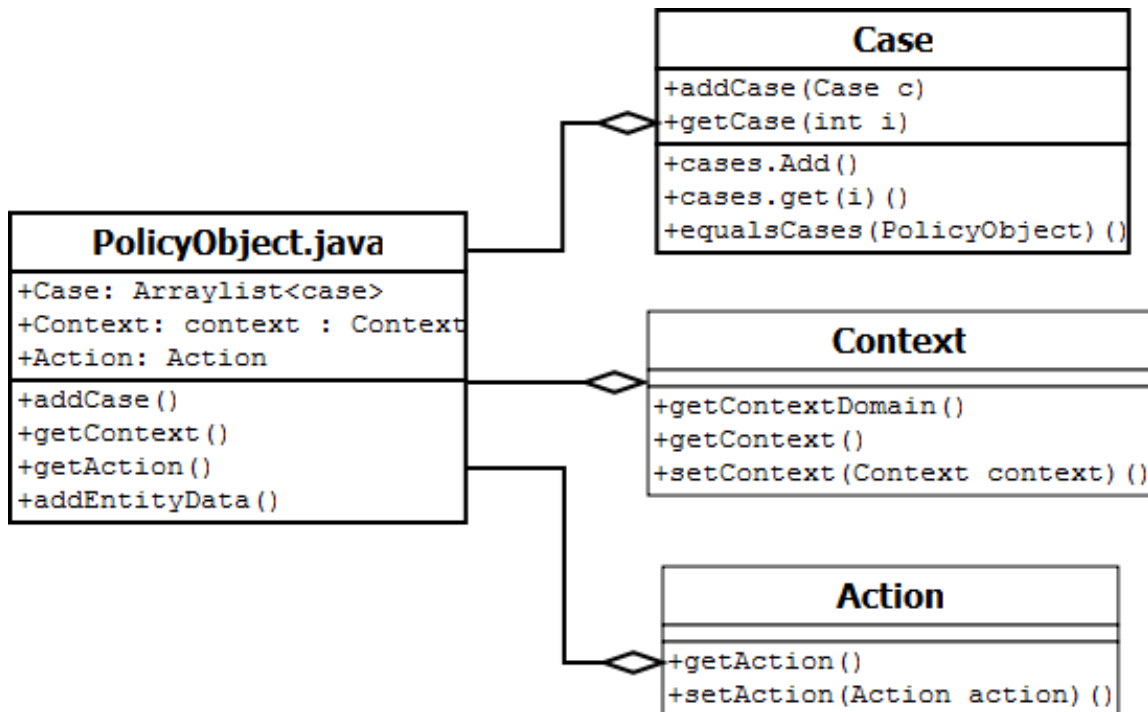 Case
+addCase(Case c)
+getCase(int i)
+cases.Add()
+cases.get(i)()
+equalsCases(PolicyObject)()
PolicyObject.java
+Case: Arraylist<case>
+Context: context : Context
+Action: Action
+addCase()
+getContext()
+getAction()
+addEntityData()
Context
+getContextDomain()
+getContext()
+setContext(Context context)()
Action
+getAction()
+setAction(Action action)()